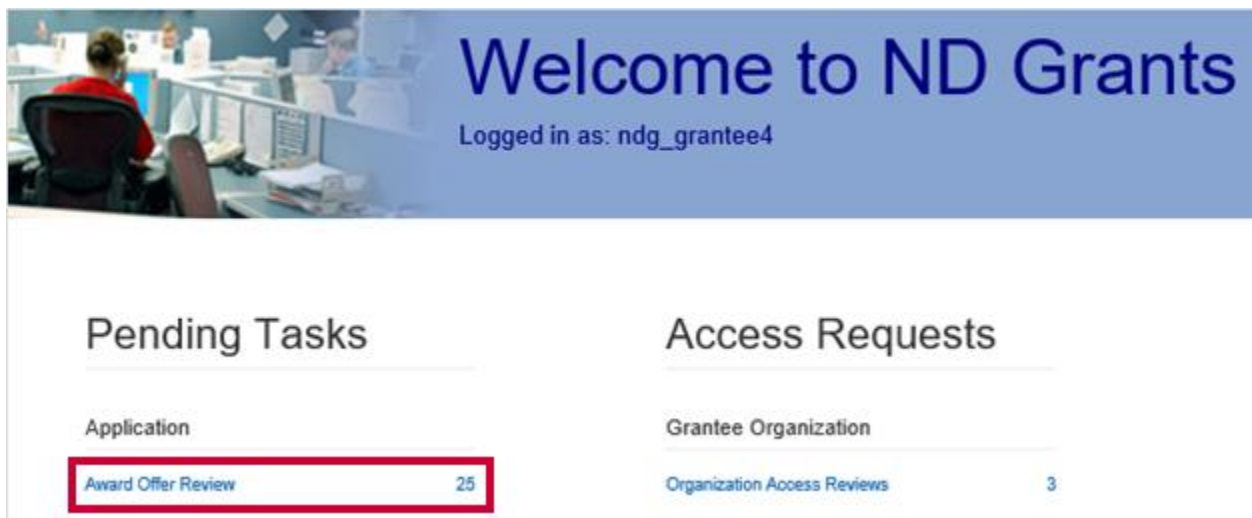 Welcome to ND Grants
Logged in as: ndg_grantee4
Pending Tasks
Access Requests
Application
Grantee Organization
Award Offer Review 25
Organization Access Reviews 3